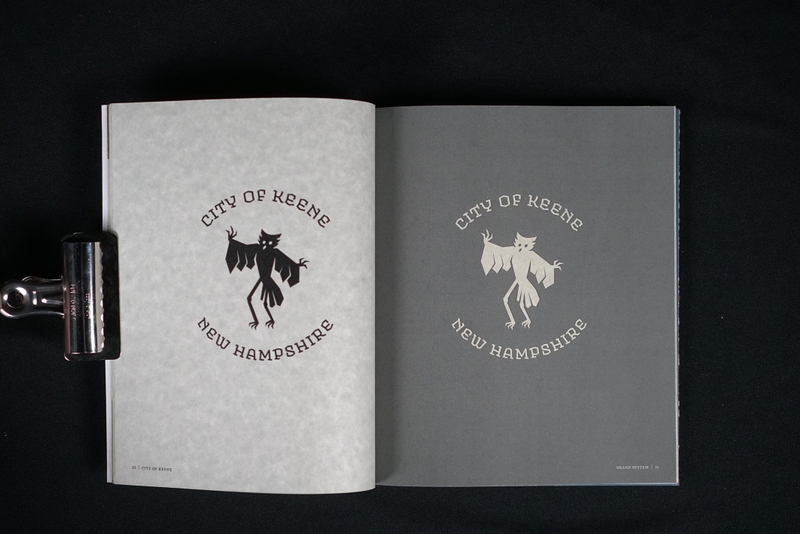 CITY OF KEENE
NEW HAMPSHIRE
CITY OF KEENE
CITY OF KEENE
NEW HAMPSHIRE
BRAND SYSTEM